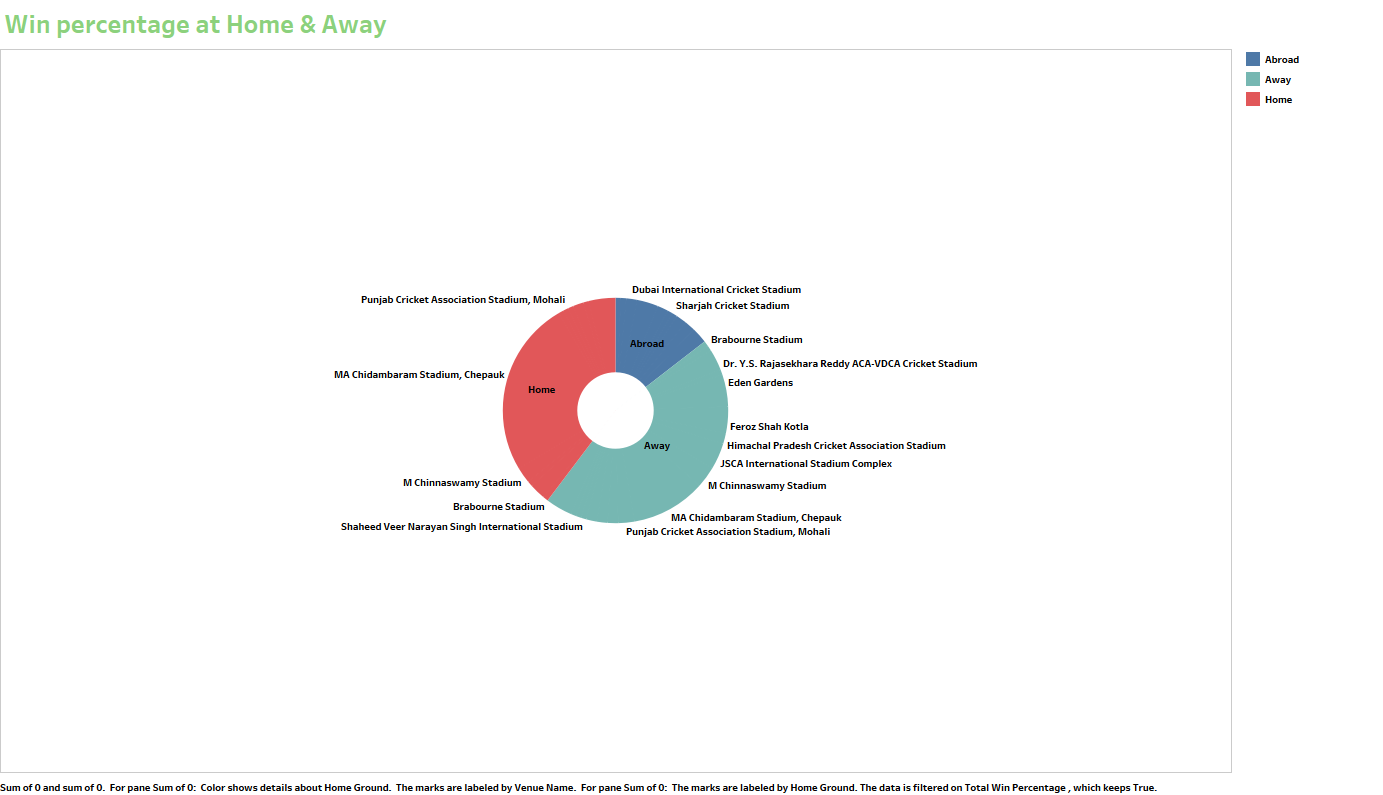 Win percentage at Home & Away
Abroad
Away
Home
Dubai International Cricket Stadium
Punjab Cricket Association Stadium, Mohali
Sharjah Cricket Stadium
Brabourne Stadium
Abroad
Dr. Y.S. Rajasekhara Reddy ACA-VDCA Cricket Stadium
MA Chidambaram Stadium, Chepauk
Eden Gardens
Home
Feroz Shah Kotla
Away
Himachal Pradesh Cricket Association Stadium
JSCA International Stadium Complex
M Chinnaswamy Stadium
M Chinnaswamy Stadium
Brabourne Stadium
MA Chidambaram Stadium, Chepauk
Shaheed Veer Narayan Singh International Stadium
Punjab Cricket Association Stadium, Mohali
Sum of 0 and sum of 0.  For pane Sum of 0:  Color shows details about Home Ground.  The marks are labeled by Venue Name.  For pane Sum of 0:  The marks are labeled by Home Ground. The data is filtered on Total Win Percentage , which keeps True.